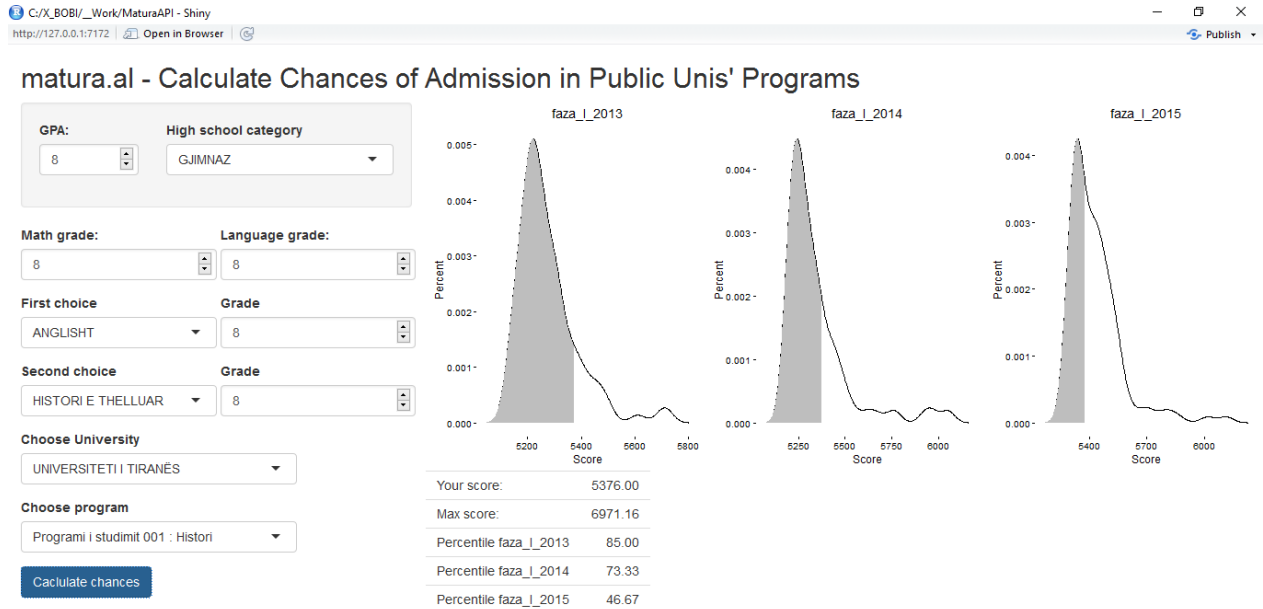 C:/X_BOBI/__Work/MaturaAPI - Shiny
http://127.0.0.1:7172 Open in Browser Publish
matura.al - Calculate Chances of Admission in Public Unis' Programs
GPA: High school category
8 GJIMNAZ
Math grade: Language grade:
8 8
First choice Grade
ANGLISHT 8
Second choice Grade
HISTORI E THELLUAR 8
Choose University
UNIVERSITETI I TIRANËS
Choose program
Programi i studimit 001 : Histori
Caclulate chances
faza_I_2013
0.005
0.004
0.003
0.002
0.001
0.000
Percent
5200 5400 5600 5800
Score
faza_I_2014
0.004
0.003
0.002
0.001
0.000
Percent
5250 5500 5750 6000
Score
faza_I_2015
0.004
0.003
0.002
0.001
0.000
Percent
5400 5700 6000
Score
Your score: 5376.00
Max score: 6971.16
Percentile faza_I_2013 85.00
Percentile faza_I_2014 73.33
Percentile faza_I_2015 46.67